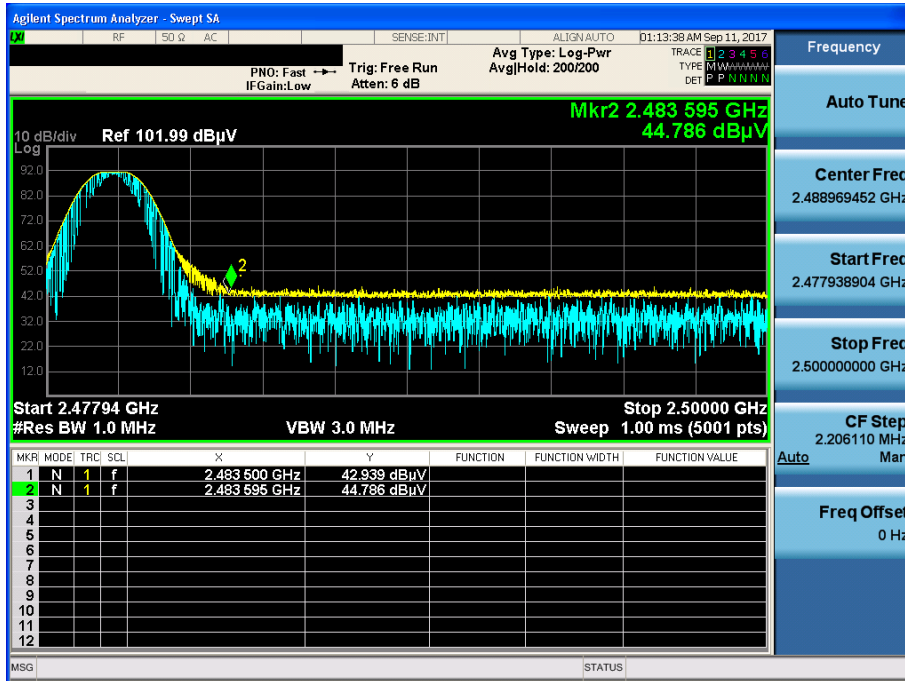 Agilent Spectrum Analyzer - Swept SA
LXI RF 50 Ω AC SENSE:INT ALIGN AUTO 01:13:38 AM Sep 11, 2017
Avg Type: Log-Pwr TRACE 1 2 3 4 5 6
PNO: Fast Trig: Free Run Avg|Hold: 200/200 TYPE M W W W W W
IFGain:Low Atten: 6 dB DET P P N N N N
Mkr2 2.483 595 GHz
44.786 dBµV
10 dB/div Ref 101.99 dBµV
Log
92.0
82.0
72.0
62.0
52.0
2
42.0
32.0
22.0
12.0
Start 2.47794 GHz Stop 2.50000 GHz
#Res BW 1.0 MHz VBW 3.0 MHz Sweep 1.00 ms (5001 pts)
MKR MODE TRC SCL X Y FUNCTION FUNCTION WIDTH FUNCTION VALUE
1 N 1 f 2.483 500 GHz 42.939 dBµV
2 N 1 f 2.483 595 GHz 44.786 dBµV
3
4
5
6
7
8
9
10
11
12
MSG STATUS
Frequency
Auto Tune
Center Freq
2.488969452 GHz
Start Freq
2.477938904 GHz
Stop Freq
2.500000000 GHz
CF Step
2.206110 MHz
Auto Man
Freq Offset
0 Hz